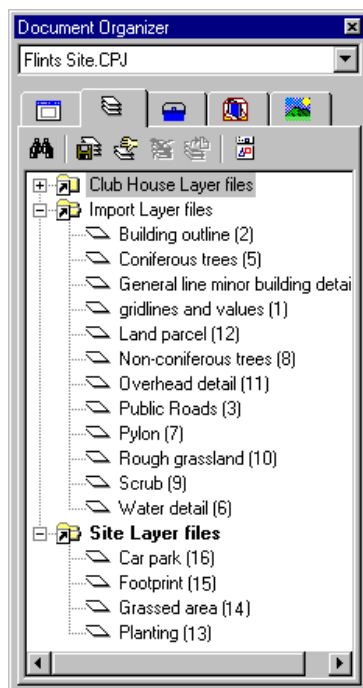 Document Organizer
Flints Site.CPJ
Club House Layer files
Import Layer files
Building outline (2)
Coniferous trees (5)
General line minor building detai
gridlines and values (1)
Land parcel (12)
Non-coniferous trees (8)
Overhead detail (11)
Public Roads (3)
Pylon (7)
Rough grassland (10)
Scrub (9)
Water detail (6)
Site Layer files
Car park (16)
Footprint (15)
Grassed area (14)
Planting (13)